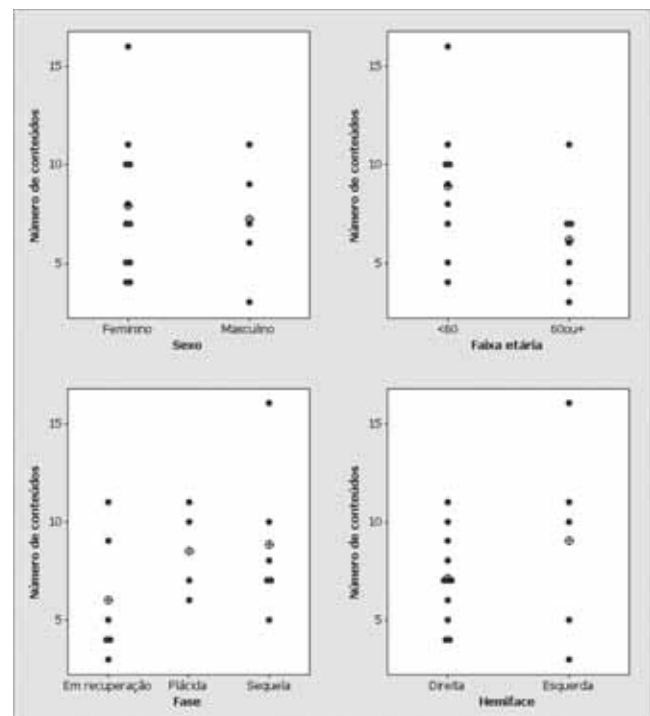 Número de conteúdos
15
10
5
Feminino Masculino
Sexo
Número de conteúdos
15
10
5
<60 60ou+
Faixa etária
Número de conteúdos
15
10
5
Em recuperação Plácida Sequela
Fase
Número de conteúdos
15
10
5
Direita Esquerda
Hemiface